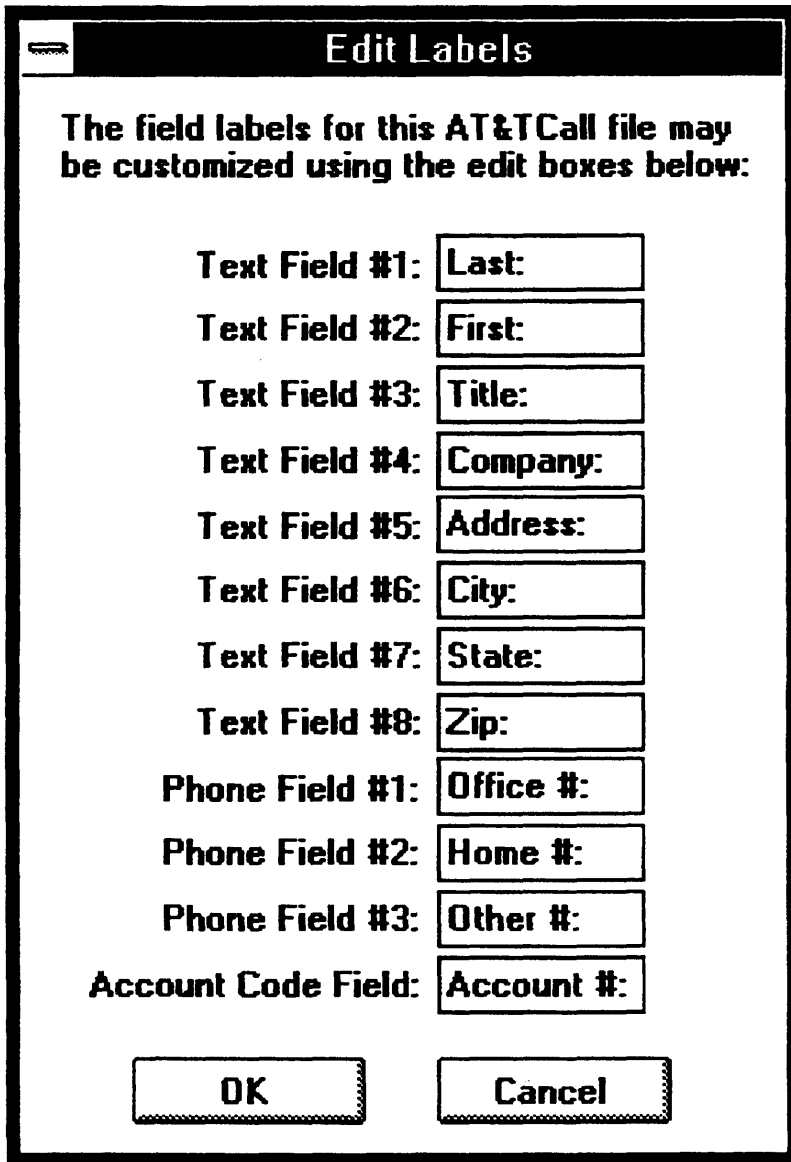 Edit Labels
The field labels for this AT&TCall file may
be customized using the edit boxes below:
Text Field #1: Last:
Text Field #2: First:
Text Field #3: Title:
Text Field #4: Company:
Text Field #5: Address:
Text Field #6: City:
Text Field #7: State:
Text Field #8: Zip:
Phone Field #1: Office #:
Phone Field #2: Home #:
Phone Field #3: Other #:
Account Code Field: Account #:
OK Cancel